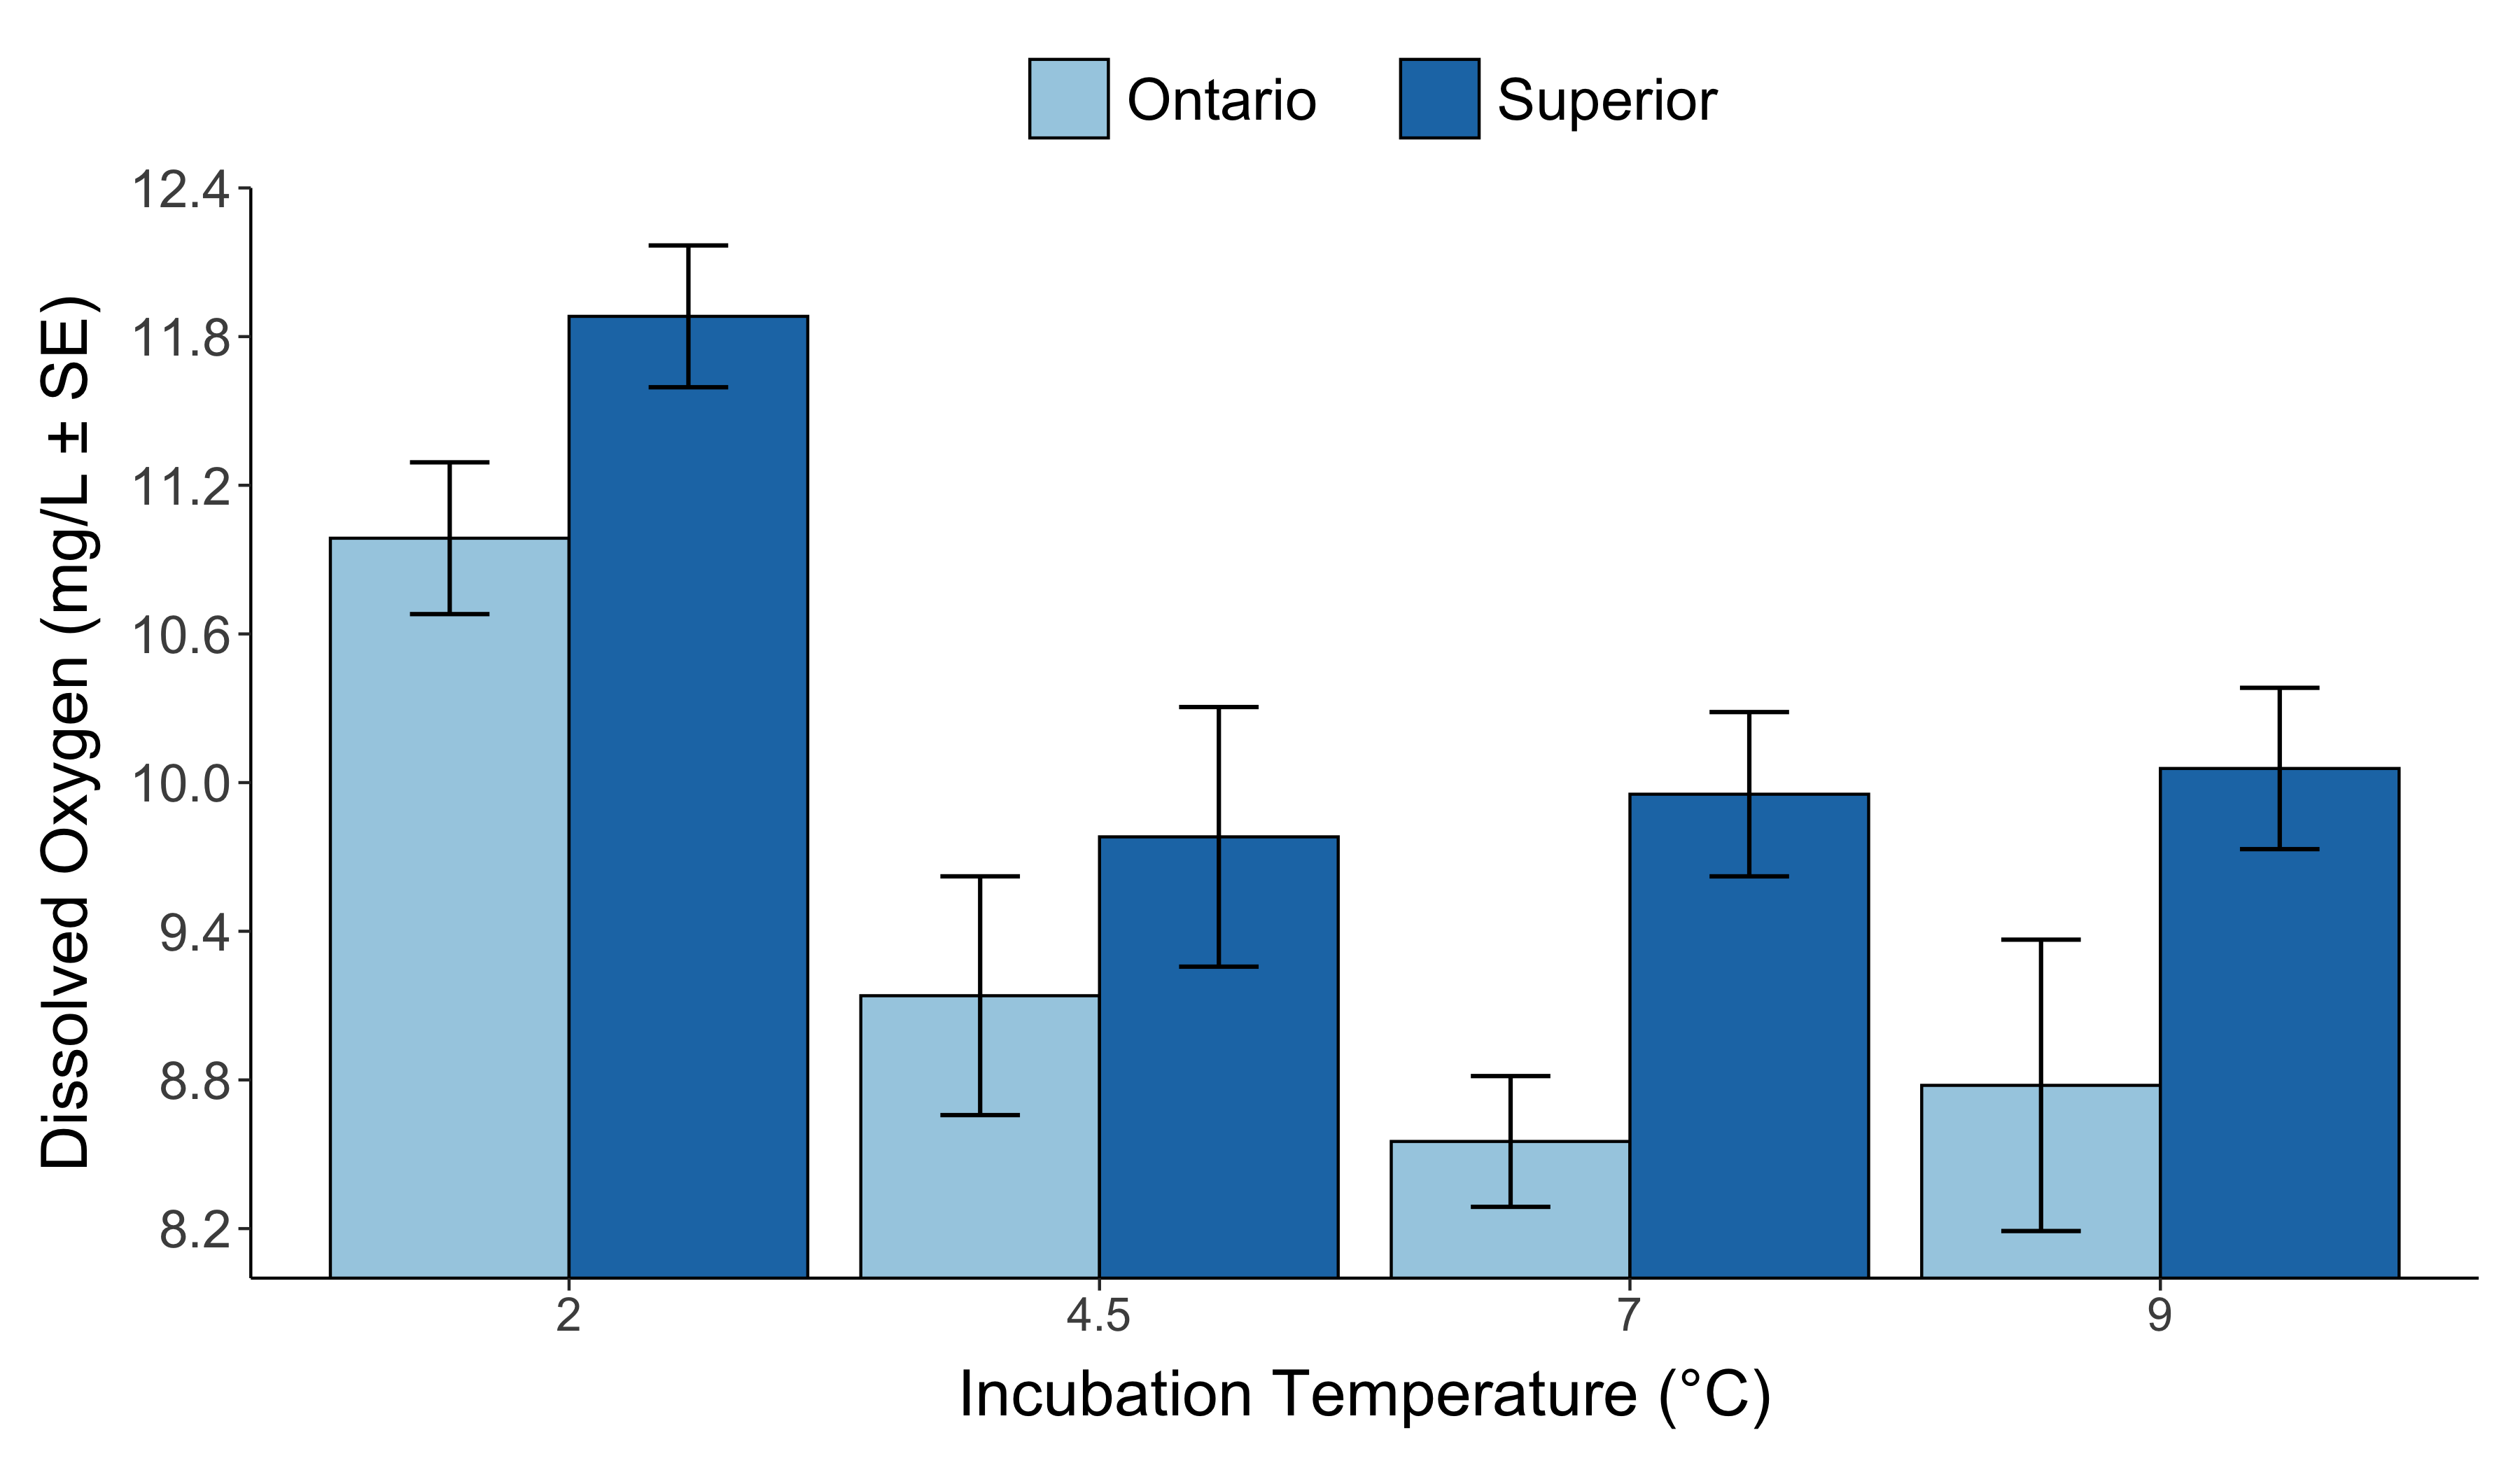 Ontario Superior
Dissolved Oxygen (mg/L ± SE)
12.4
11.8
11.2
10.6
10.0
9.4
8.8
8.2
2 4.5 7 9
Incubation Temperature (°C)